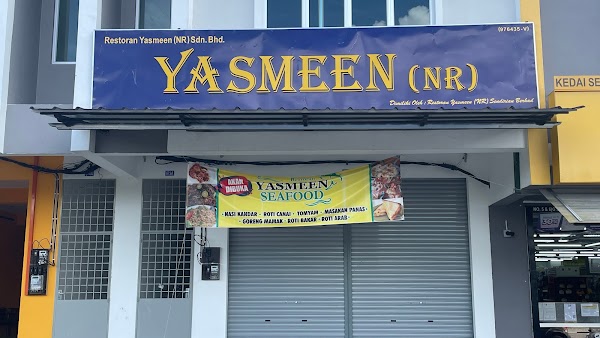 Restoran Yasmeen (NR) Sdn. Bhd.
(976435-V)
YASMEEN (NR)
Dimiliki Oleh : Restoran Yasmeen (NR) Sendirian Berhad
KEDAI SE
AKAN DIBUKA
YASMEEN
SEAFOOD
• NASI KANDAR • ROTI CANAI • TOMYAM • MASAKAN PANAS •
• GORENG MAMAK • ROTI BAKAR • ROTI ARAB •